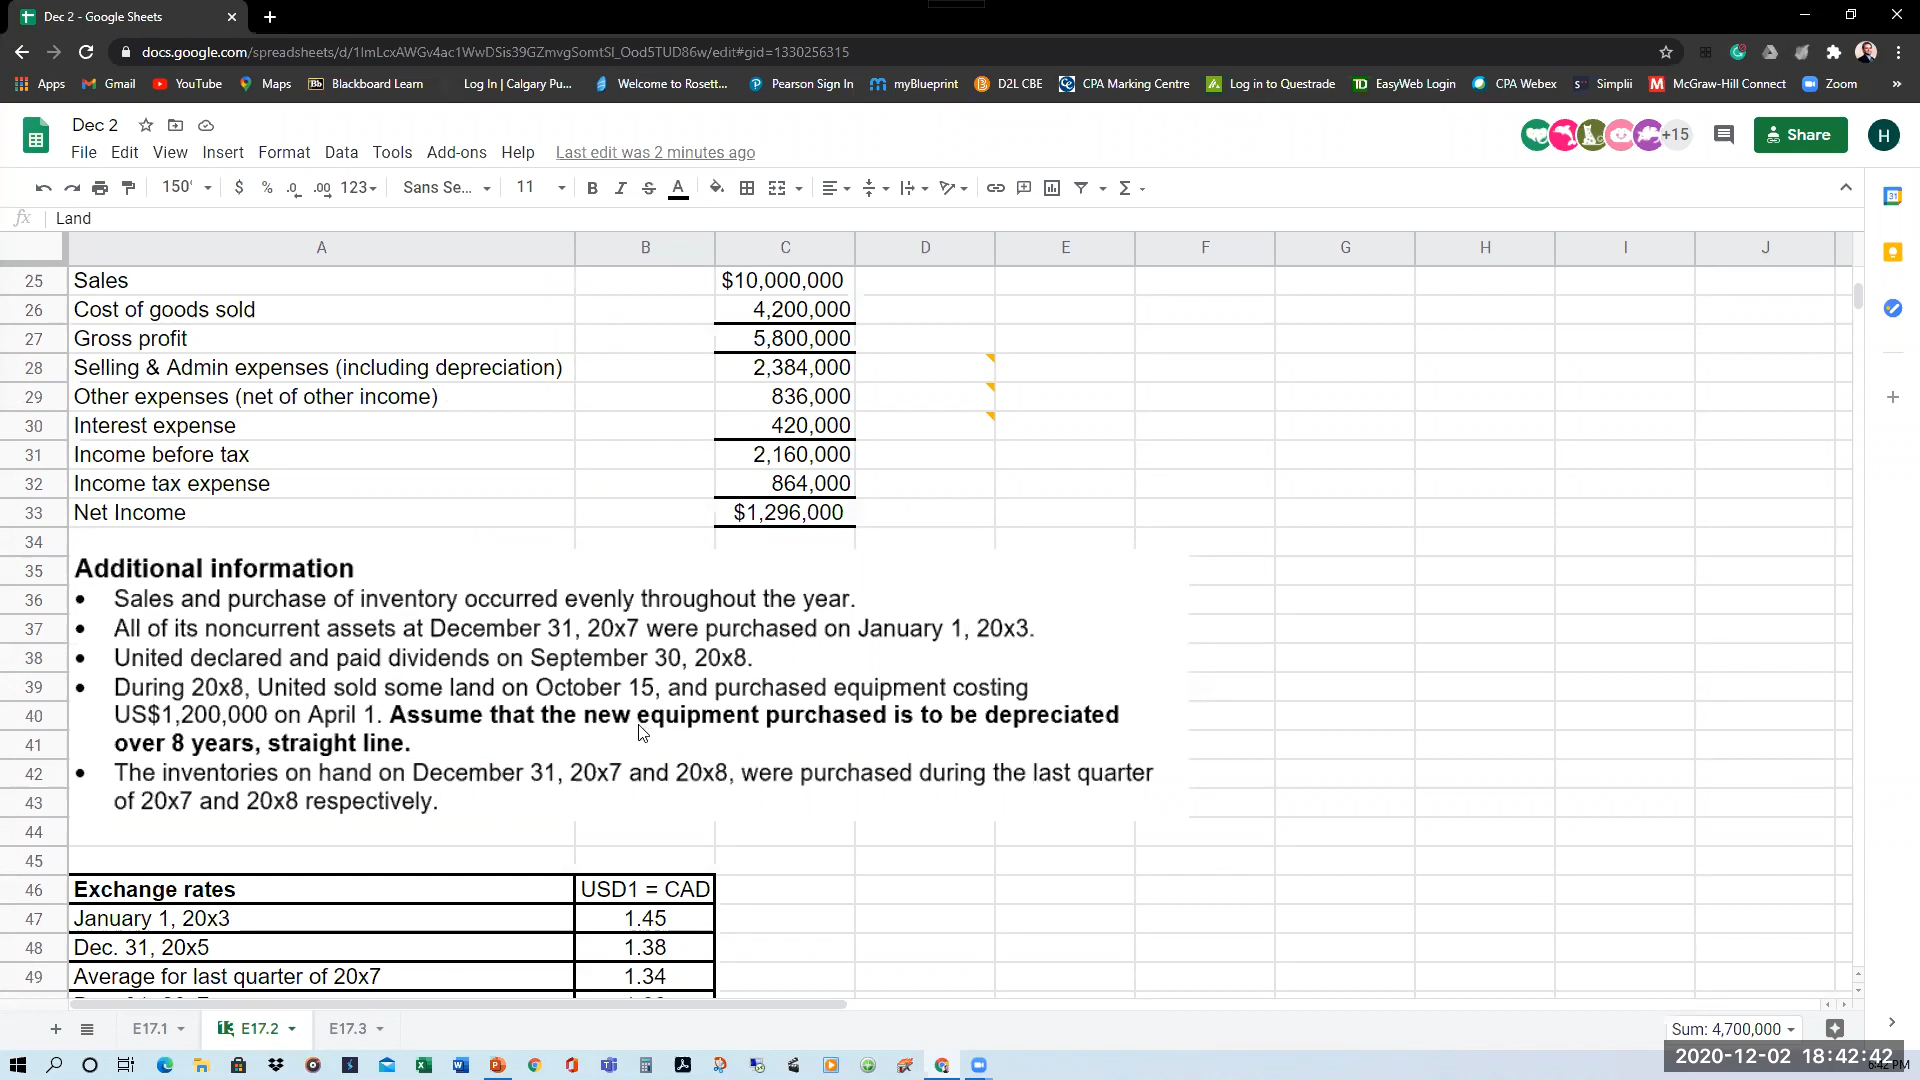 Dec 2 - Google Sheets
docs.google.com/spreadsheets/d/1ImLcxAWGv4ac1WwDSis39GZmvgSomtSI_Ood5TUD86w/edit#gid=1330256315
Apps Gmail YouTube Maps Bb Blackboard Learn Log In | Calgary Pu... Welcome to Rosett... Pearson Sign In myBlueprint D2L CBE CPA Marking Centre Log in to Questrade TD EasyWeb Login CPA Webex Simplii McGraw-Hill Connect Zoom »
Dec 2
+15 Share H
File Edit View Insert Format Data Tools Add-ons Help Last edit was 2 minutes ago
150% $ % .0 .00 123 Sans Se... 11 B I S A Σ
fx Land
A B C D E F G H I J
25 Sales $10,000,000
26 Cost of goods sold 4,200,000
27 Gross profit 5,800,000
28 Selling & Admin expenses (including depreciation) 2,384,000
29 Other expenses (net of other income) 836,000
30 Interest expense 420,000
31 Income before tax 2,160,000
32 Income tax expense 864,000
33 Net Income $1,296,000
34
35 Additional information
36 • Sales and purchase of inventory occurred evenly throughout the year.
37 • All of its noncurrent assets at December 31, 20x7 were purchased on January 1, 20x3.
38 • United declared and paid dividends on September 30, 20x8.
39 • During 20x8, United sold some land on October 15, and purchased equipment costing
40 US$1,200,000 on April 1. Assume that the new equipment purchased is to be depreciated
41 over 8 years, straight line.
42 • The inventories on hand on December 31, 20x7 and 20x8, were purchased during the last quarter
43 of 20x7 and 20x8 respectively.
44
45
46 Exchange rates USD1 = CAD
47 January 1, 20x3 1.45
48 Dec. 31, 20x5 1.38
49 Average for last quarter of 20x7 1.34
E17.1 E17.2 E17.3 Sum: 4,700,000
2020-12-02 18:42:42